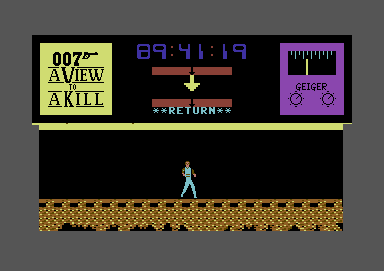 007
A VIEW
TO
A KILL
09:41:19
**RETURN**
GEIGER